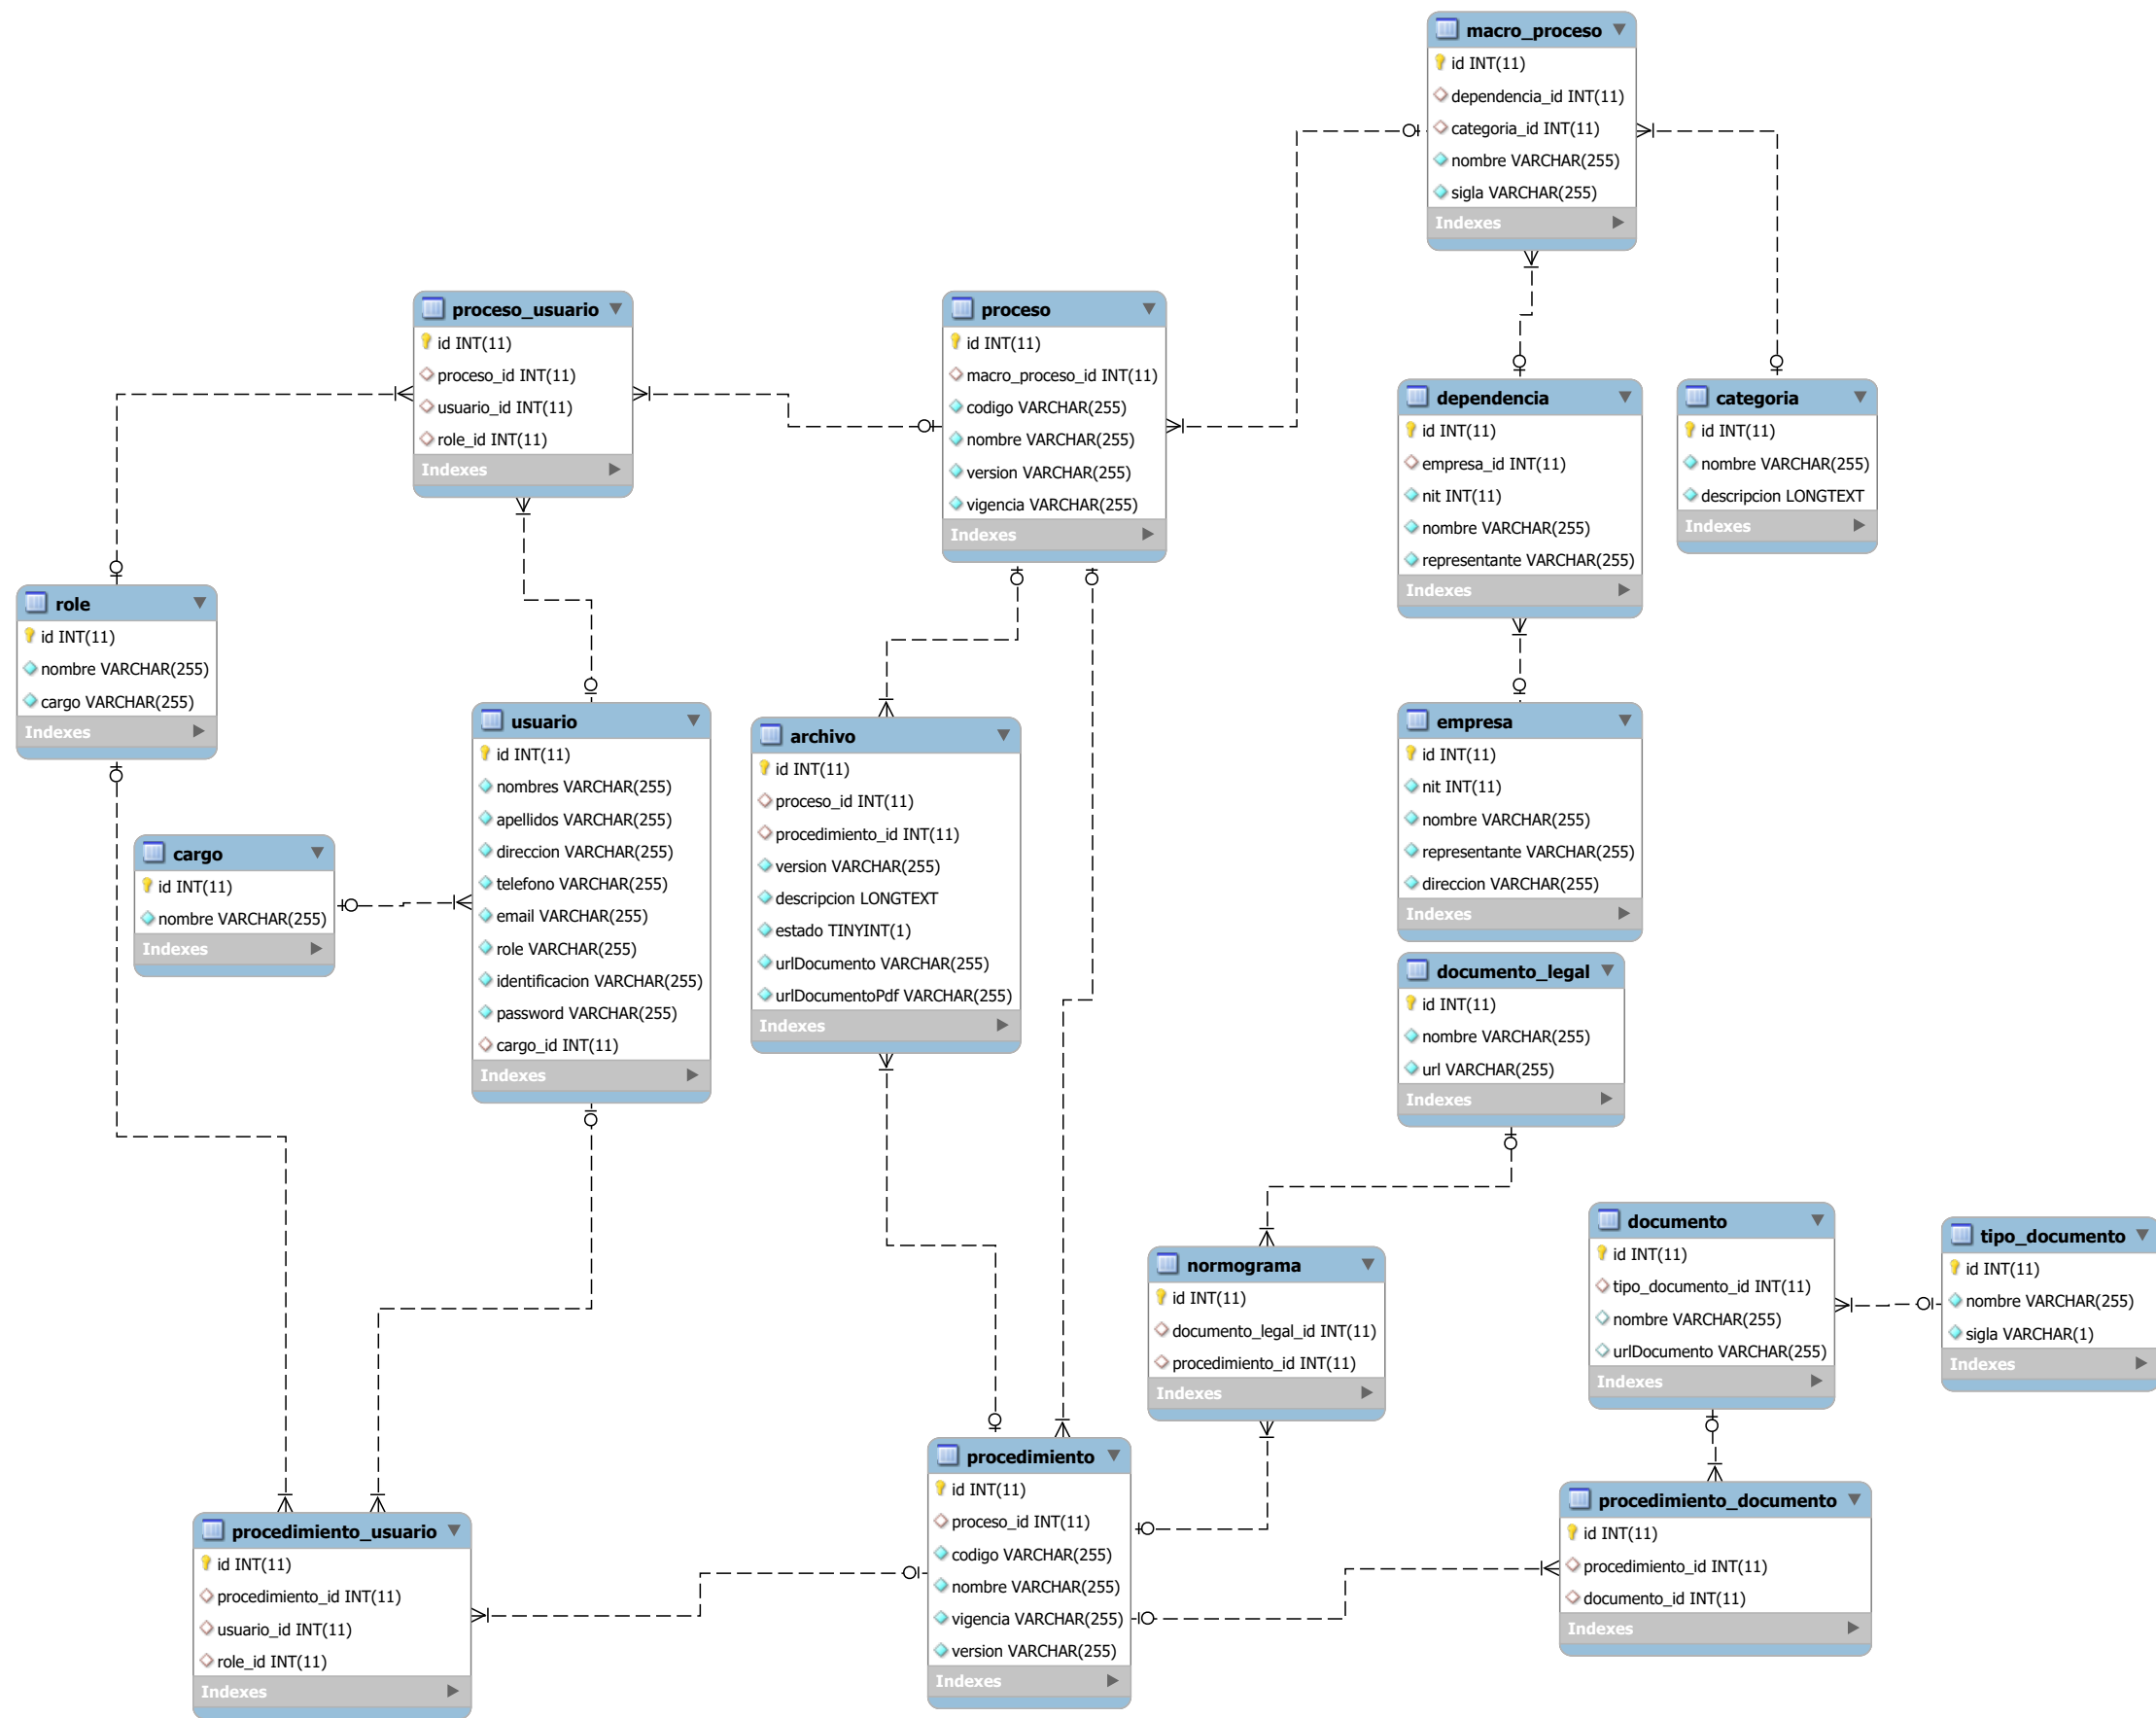 macro_proceso
id INT(11)
dependencia_id INT(11)
categoria_id INT(11)
nombre VARCHAR(255)
sigla VARCHAR(255)
Indexes
proceso_usuario
id INT(11)
proceso_id INT(11)
usuario_id INT(11)
role_id INT(11)
Indexes
proceso
id INT(11)
macro_proceso_id INT(11)
codigo VARCHAR(255)
nombre VARCHAR(255)
version VARCHAR(255)
vigencia VARCHAR(255)
Indexes
dependencia
id INT(11)
empresa_id INT(11)
nit INT(11)
nombre VARCHAR(255)
representante VARCHAR(255)
Indexes
categoria
id INT(11)
nombre VARCHAR(255)
descripcion LONGTEXT
Indexes
role
id INT(11)
nombre VARCHAR(255)
cargo VARCHAR(255)
Indexes
usuario
id INT(11)
nombres VARCHAR(255)
apellidos VARCHAR(255)
direccion VARCHAR(255)
telefono VARCHAR(255)
email VARCHAR(255)
role VARCHAR(255)
identificacion VARCHAR(255)
password VARCHAR(255)
cargo_id INT(11)
Indexes
archivo
id INT(11)
proceso_id INT(11)
procedimiento_id INT(11)
version VARCHAR(255)
descripcion LONGTEXT
estado TINYINT(1)
urlDocumento VARCHAR(255)
urlDocumentoPdf VARCHAR(255)
Indexes
empresa
id INT(11)
nit INT(11)
nombre VARCHAR(255)
representante VARCHAR(255)
direccion VARCHAR(255)
Indexes
cargo
id INT(11)
nombre VARCHAR(255)
Indexes
documento_legal
id INT(11)
nombre VARCHAR(255)
url VARCHAR(255)
Indexes
documento
id INT(11)
tipo_documento_id INT(11)
nombre VARCHAR(255)
urlDocumento VARCHAR(255)
Indexes
tipo_documento
id INT(11)
nombre VARCHAR(255)
sigla VARCHAR(1)
Indexes
normograma
id INT(11)
documento_legal_id INT(11)
procedimiento_id INT(11)
Indexes
procedimiento
id INT(11)
proceso_id INT(11)
codigo VARCHAR(255)
nombre VARCHAR(255)
vigencia VARCHAR(255)
version VARCHAR(255)
Indexes
procedimiento_documento
id INT(11)
procedimiento_id INT(11)
documento_id INT(11)
Indexes
procedimiento_usuario
id INT(11)
procedimiento_id INT(11)
usuario_id INT(11)
role_id INT(11)
Indexes